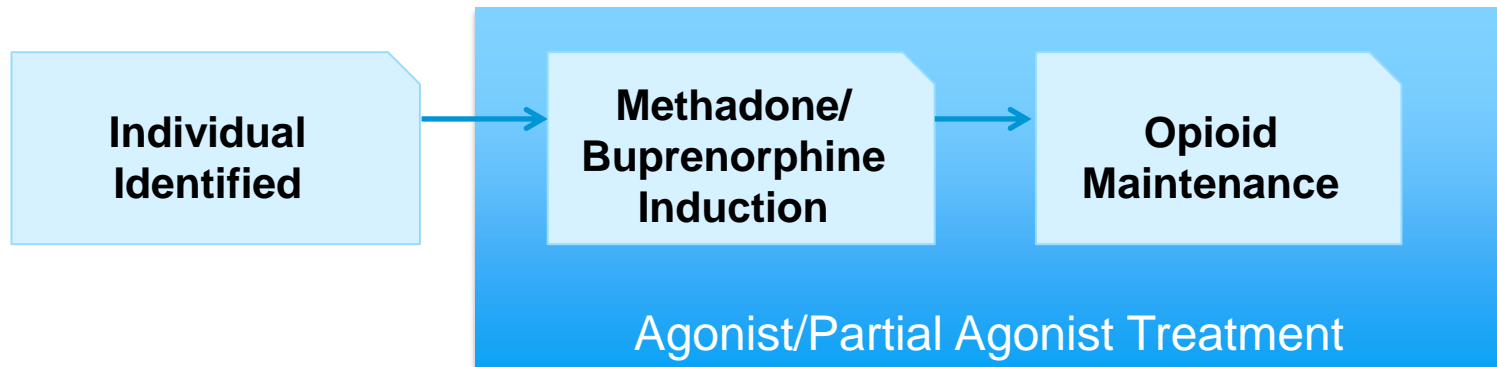 Individual
Identified
Methadone/
Buprenorphine
Induction
Opioid
Maintenance
Agonist/Partial Agonist Treatment